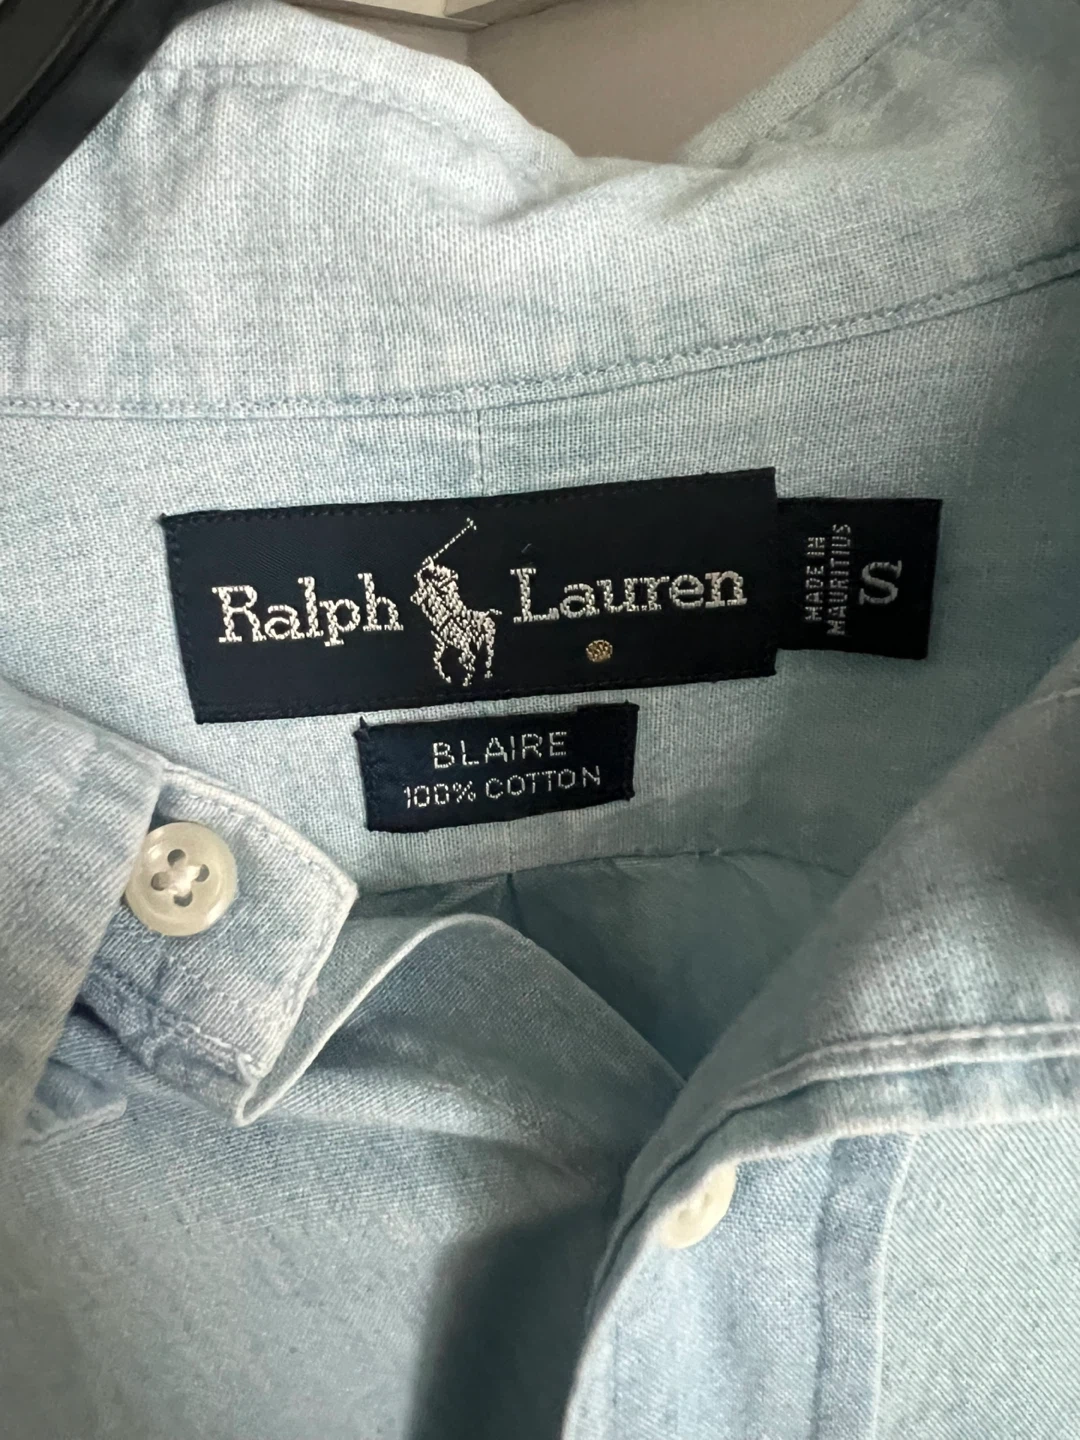 Ralph Lauren
MADE IN
MAURITIUS
S
BLAIRE
100% COTTON